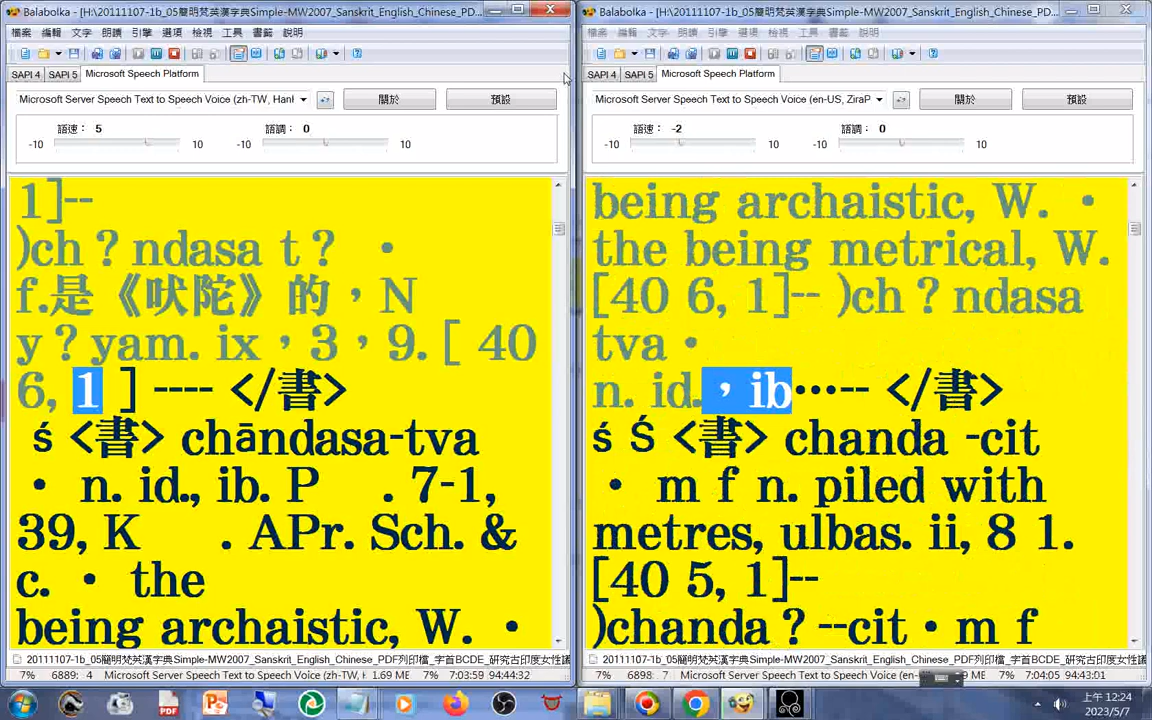 Balabolka - [H:\20111107-1b_05簡明梵英漢字典Simple-MW2007_Sanskrit_English_Chinese_PD...
檔案 編輯 文字 朗讀 引擎 選項 檢視 工具 書籤 說明
SAPI 4 SAPI 5 Microsoft Speech Platform
Microsoft Server Speech Text to Speech Voice (zh-TW, Hanl 關於 預設
語速： 5 語調： 0
-10 10 -10 10
1]--
)ch？ndasa t？ •
f.是《吠陀》的，N
y？yam. ix，3，9. [ 40
6, 1 ] ---- </書>
ś <書> chāndasa-tva
• n. id., ib. P . 7-1,
39, K . APr. Sch. &
c. • the
being archaistic, W. •
20111107-1b_05簡明梵英漢字典Simple-MW2007_Sanskrit_English_Chinese_PDF列印檔_字首BCDE_研究古印度女性議
7% 6889: 4 Microsoft Server Speech Text to Speech Voice (zh-TW, H 1.69 ME 7% 7:03:59 94:44:32
Balabolka - [H:\20111107-1b_05簡明梵英漢字典Simple-MW2007_Sanskrit_English_Chinese_PD...
檔案 編輯 文字 朗讀 引擎 選項 檢視 工具 書籤 說明
SAPI 4 SAPI 5 Microsoft Speech Platform
Microsoft Server Speech Text to Speech Voice (en-US, ZiraP 關於 預設
語速： -2 語調： 0
-10 10 -10 10
being archaistic, W. •
the being metrical, W.
[40 6, 1]-- )ch？ndasa
tva •
n. id.，ib…-- </書>
ś Ś <書> chanda -cit
• m f n. piled with
metres, ulbas. ii, 8 1.
[40 5, 1]--
)chanda？--cit • m f
20111107-1b_05簡明梵英漢字典Simple-MW2007_Sanskrit_English_Chinese_PDF列印檔_字首BCDE_研究古印度女性議
7% 6898: Microsoft Server Speech Text to Speech Voice (en-US, 7% 7:04:05 94:43:01
上午 12:24
2023/5/7